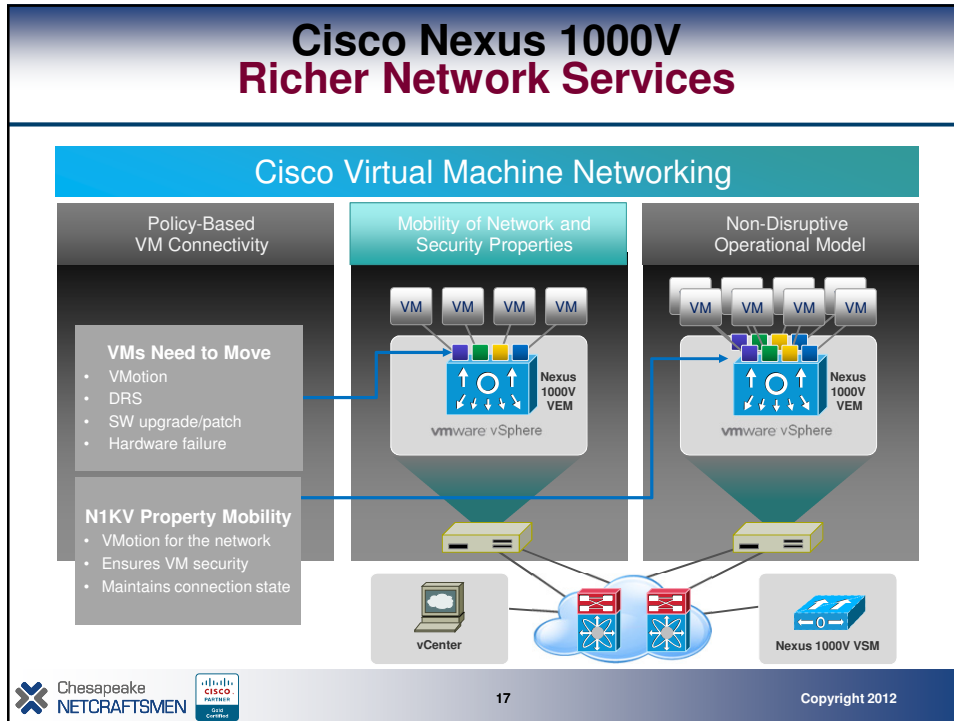 Cisco Nexus 1000V
Richer Network Services
Cisco Virtual Machine Networking
Policy-Based
VM Connectivity
Mobility of Network and
Security Properties
Non-Disruptive
Operational Model
VMs Need to Move
• VMotion
• DRS
• SW upgrade/patch
• Hardware failure
N1KV Property Mobility
• VMotion for the network
• Ensures VM security
• Maintains connection state
VM VM VM VM
Nexus
1000V
VEM
vmware vSphere
VM VM VM VM
Nexus
1000V
VEM
vmware vSphere
vCenter
Nexus 1000V VSM
Chesapeake
NETCRAFTSMEN
CISCO
PARTNER
Gold
Certified
17
Copyright 2012